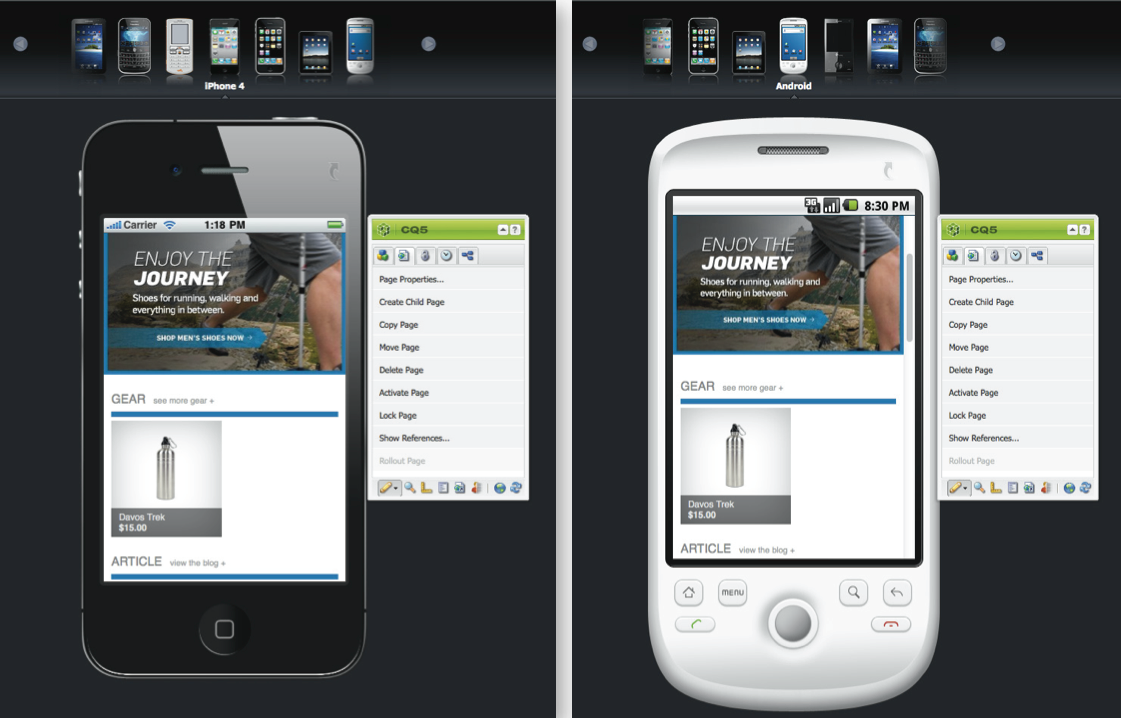 iPhone 4
Carrier 1:18 PM
ENJOY THE
JOURNEY
Shoes for running, walking and
everything in between.
SHOP MEN'S SHOES NOW →
GEAR see more gear +
Davos Trek
$15.00
ARTICLE view the blog +
CQ5
?
Page Properties...
Create Child Page
Copy Page
Move Page
Delete Page
Activate Page
Lock Page
Show References...
Rollout Page
Android
3G 8:30 PM
ENJOY THE
JOURNEY
Shoes for running, walking and
everything in between.
SHOP MEN'S SHOES NOW →
GEAR see more gear +
Davos Trek
$15.00
ARTICLE view the blog +
MENU
CQ5
?
Page Properties...
Create Child Page
Copy Page
Move Page
Delete Page
Activate Page
Lock Page
Show References...
Rollout Page